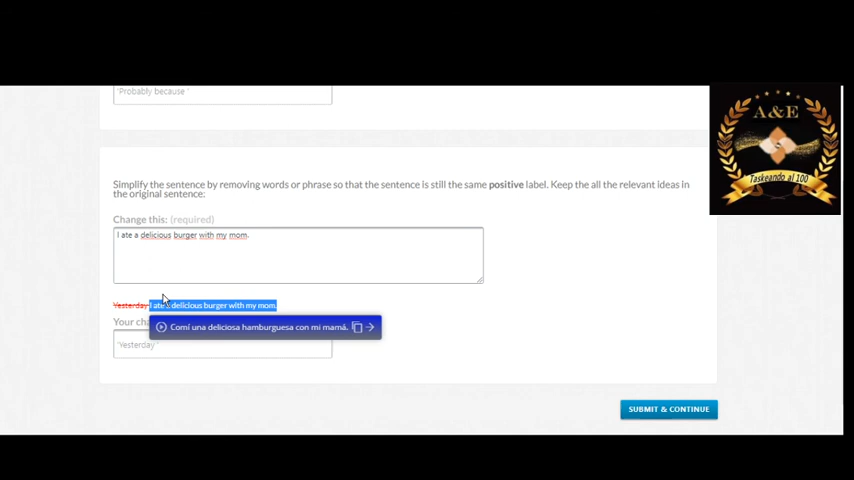 'Probably because '
A&E
Taskeando al 100
Simplify the sentence by removing words or phrase so that the sentence is still the same positive label. Keep the all the relevant ideas in
the original sentence:
Change this: (required)
I ate a delicious burger with my mom.
Yesterday I ate a delicious burger with my mom.
Your cha
Comí una deliciosa hamburguesa con mi mamá.
'Yesterday '
SUBMIT & CONTINUE